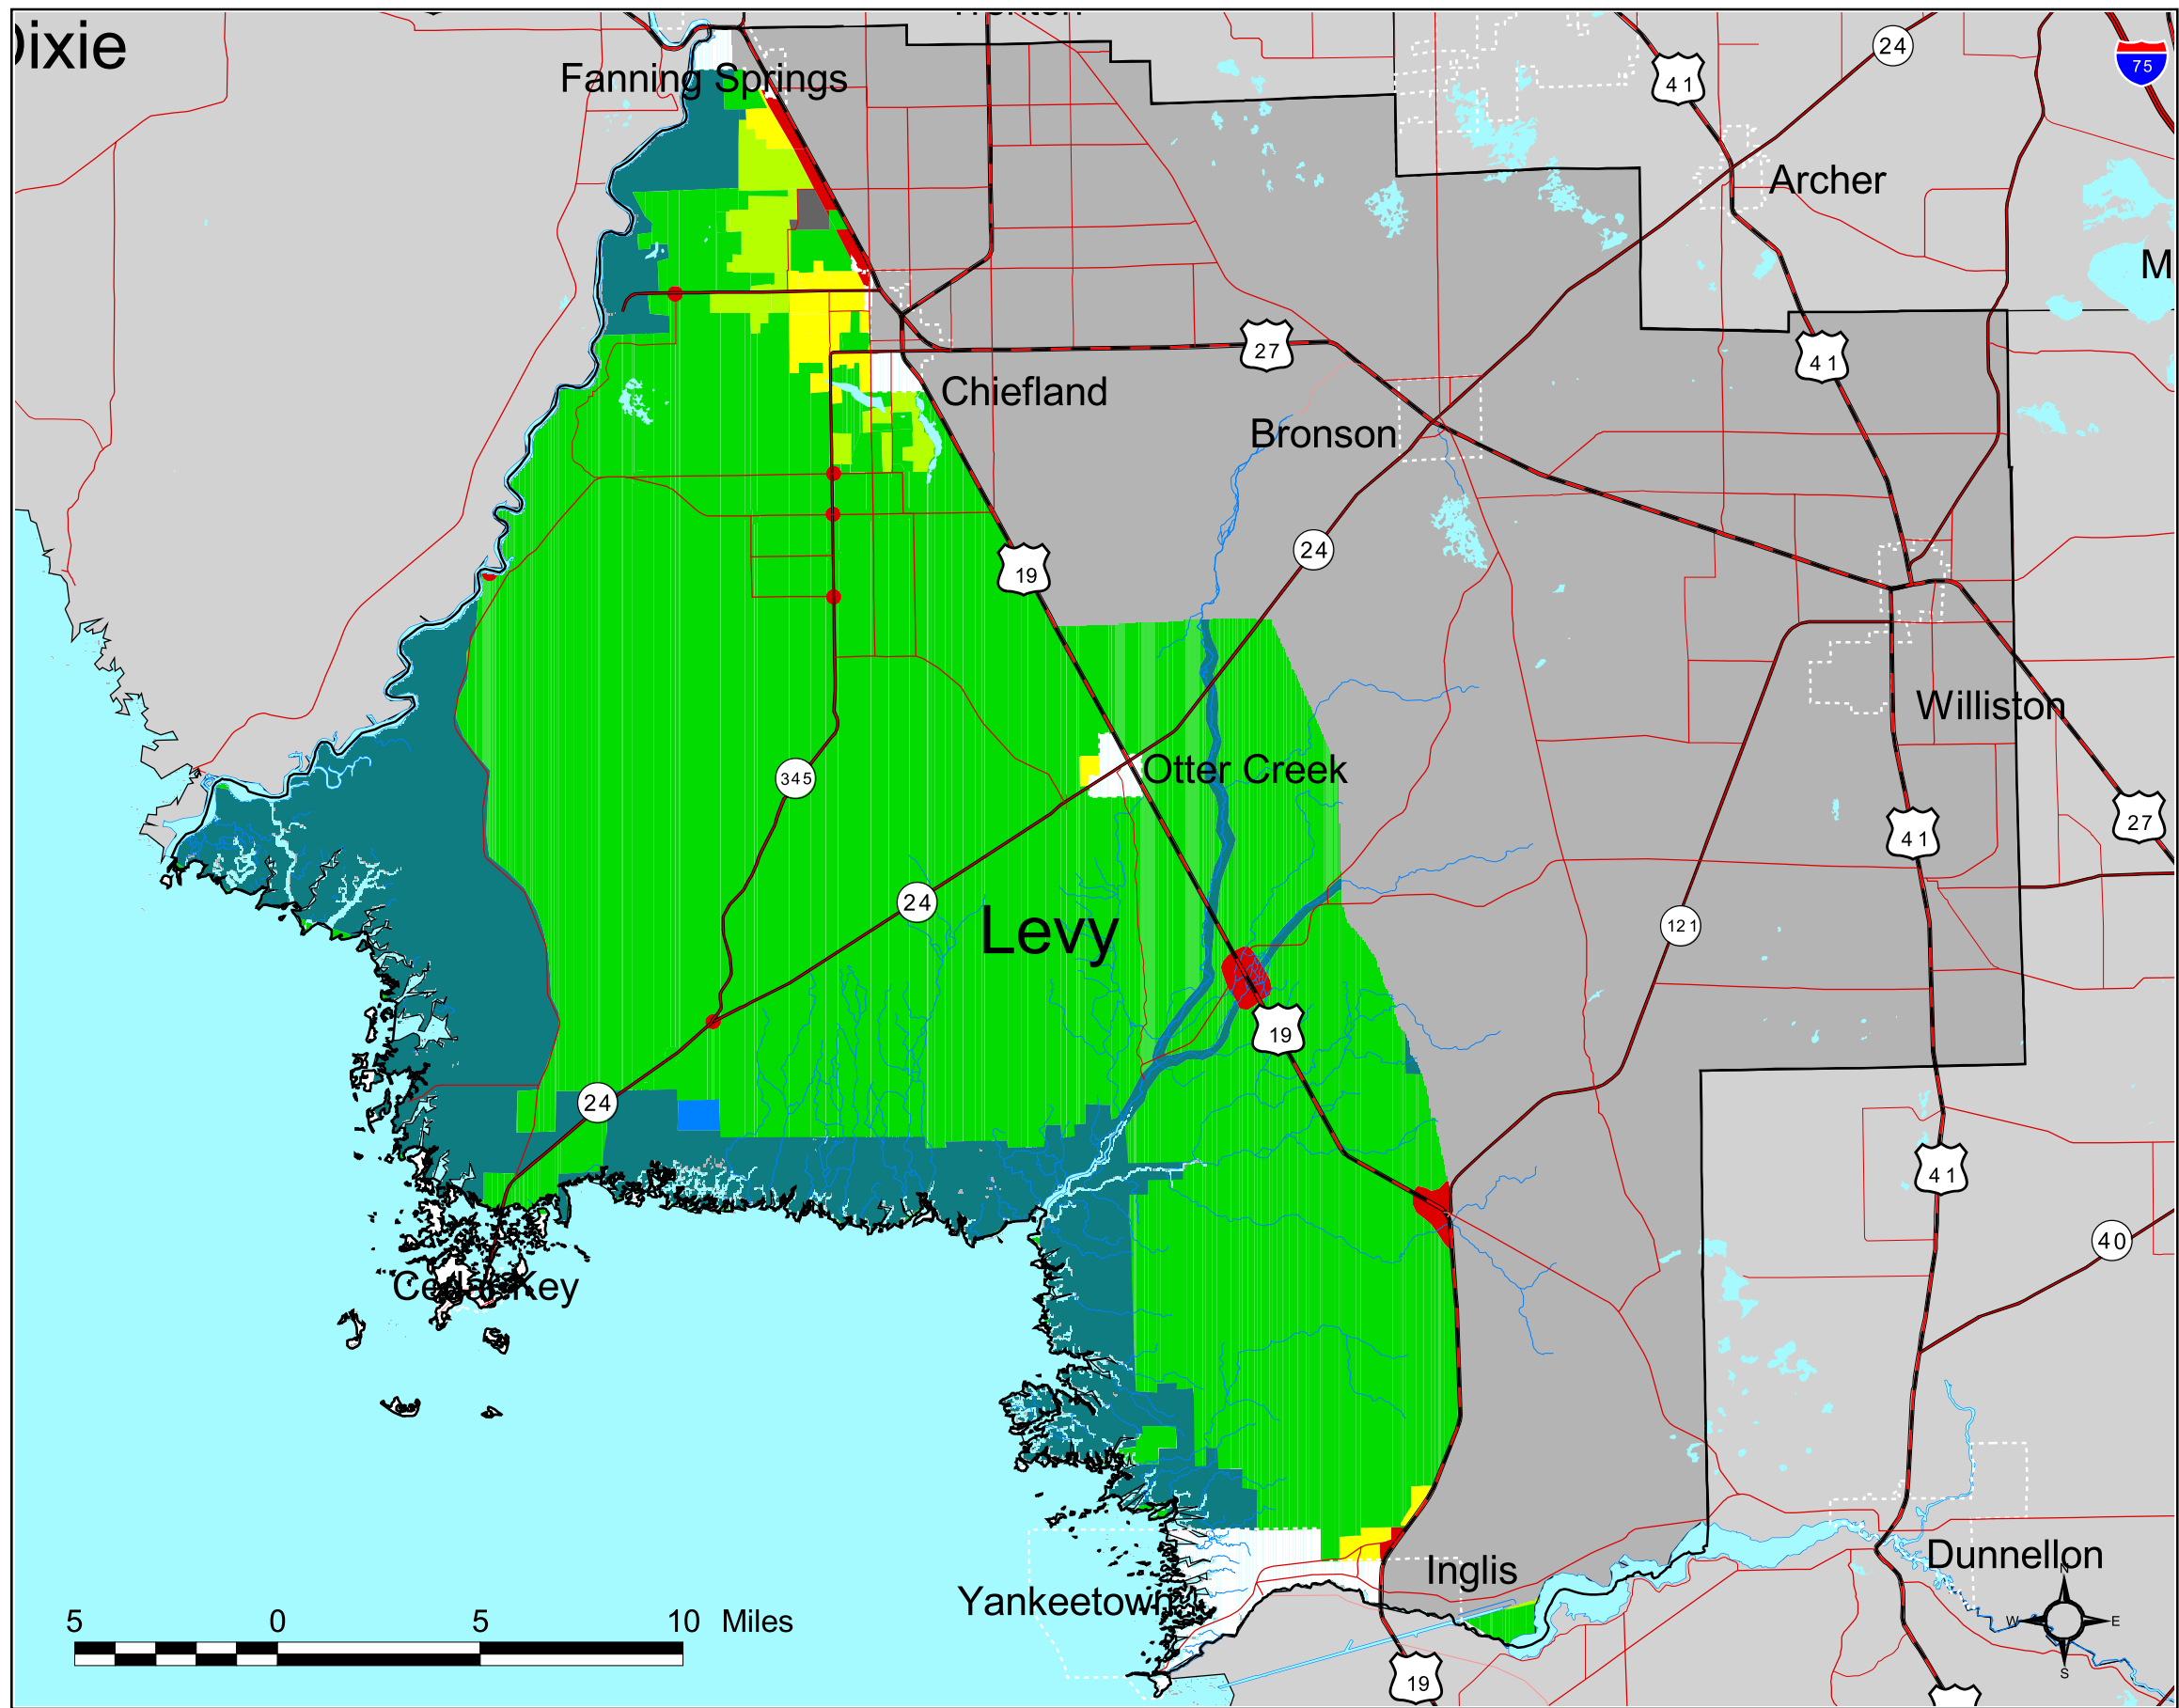 Dixie
Trenton
24
41
75
Fanning Springs
Archer
M
27
41
Chiefland
Bronson
24
19
Williston
Otter Creek
345
27
41
24
Levy
121
19
24
41
40
Cedar Key
Inglis
Dunnellon
N
Yankeetown
W
E
S
5
0
5
10 Miles
19